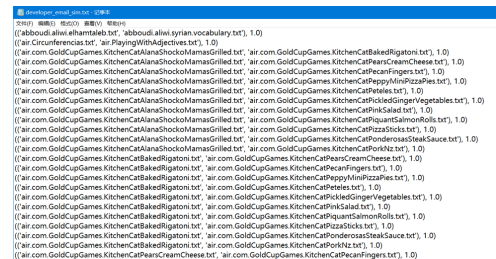 developer_email_sim.txt - 记事本
文件(F) 编辑(E) 格式(O) 查看(V) 帮助(H)
(('abboudi.aliwi.elhamtaleb.txt', 'abboudi.aliwi.syrian.vocabulary.txt'), 1.0)
(('air.Circunferencias.txt', 'air.PlayingWithAdjectives.txt'), 1.0)
(('air.com.GoldCupGames.KitchenCatAlanaShockoMamasGrilled.txt', 'air.com.GoldCupGames.KitchenCatBakedRigatoni.txt'), 1.0)
(('air.com.GoldCupGames.KitchenCatAlanaShockoMamasGrilled.txt', 'air.com.GoldCupGames.KitchenCatPearsCreamCheese.txt'), 1.0)
(('air.com.GoldCupGames.KitchenCatAlanaShockoMamasGrilled.txt', 'air.com.GoldCupGames.KitchenCatPecanFingers.txt'), 1.0)
(('air.com.GoldCupGames.KitchenCatAlanaShockoMamasGrilled.txt', 'air.com.GoldCupGames.KitchenCatPeppyMiniPizzaPies.txt'), 1.0)
(('air.com.GoldCupGames.KitchenCatAlanaShockoMamasGrilled.txt', 'air.com.GoldCupGames.KitchenCatPeteles.txt'), 1.0)
(('air.com.GoldCupGames.KitchenCatAlanaShockoMamasGrilled.txt', 'air.com.GoldCupGames.KitchenCatPickledGingerVegetables.txt'), 1.0)
(('air.com.GoldCupGames.KitchenCatAlanaShockoMamasGrilled.txt', 'air.com.GoldCupGames.KitchenCatPinkSalad.txt'), 1.0)
(('air.com.GoldCupGames.KitchenCatAlanaShockoMamasGrilled.txt', 'air.com.GoldCupGames.KitchenCatPiquantSalmonRolls.txt'), 1.0)
(('air.com.GoldCupGames.KitchenCatAlanaShockoMamasGrilled.txt', 'air.com.GoldCupGames.KitchenCatPizzaSticks.txt'), 1.0)
(('air.com.GoldCupGames.KitchenCatAlanaShockoMamasGrilled.txt', 'air.com.GoldCupGames.KitchenCatPonderosasSteakSauce.txt'), 1.0)
(('air.com.GoldCupGames.KitchenCatAlanaShockoMamasGrilled.txt', 'air.com.GoldCupGames.KitchenCatPorkNz.txt'), 1.0)
(('air.com.GoldCupGames.KitchenCatBakedRigatoni.txt', 'air.com.GoldCupGames.KitchenCatPearsCreamCheese.txt'), 1.0)
(('air.com.GoldCupGames.KitchenCatBakedRigatoni.txt', 'air.com.GoldCupGames.KitchenCatPecanFingers.txt'), 1.0)
(('air.com.GoldCupGames.KitchenCatBakedRigatoni.txt', 'air.com.GoldCupGames.KitchenCatPeppyMiniPizzaPies.txt'), 1.0)
(('air.com.GoldCupGames.KitchenCatBakedRigatoni.txt', 'air.com.GoldCupGames.KitchenCatPeteles.txt'), 1.0)
(('air.com.GoldCupGames.KitchenCatBakedRigatoni.txt', 'air.com.GoldCupGames.KitchenCatPickledGingerVegetables.txt'), 1.0)
(('air.com.GoldCupGames.KitchenCatBakedRigatoni.txt', 'air.com.GoldCupGames.KitchenCatPinkSalad.txt'), 1.0)
(('air.com.GoldCupGames.KitchenCatBakedRigatoni.txt', 'air.com.GoldCupGames.KitchenCatPiquantSalmonRolls.txt'), 1.0)
(('air.com.GoldCupGames.KitchenCatBakedRigatoni.txt', 'air.com.GoldCupGames.KitchenCatPizzaSticks.txt'), 1.0)
(('air.com.GoldCupGames.KitchenCatBakedRigatoni.txt', 'air.com.GoldCupGames.KitchenCatPonderosasSteakSauce.txt'), 1.0)
(('air.com.GoldCupGames.KitchenCatBakedRigatoni.txt', 'air.com.GoldCupGames.KitchenCatPorkNz.txt'), 1.0)
(('air.com.GoldCupGames.KitchenCatPearsCreamCheese.txt', 'air.com.GoldCupGames.KitchenCatPecanFingers.txt'), 1.0)